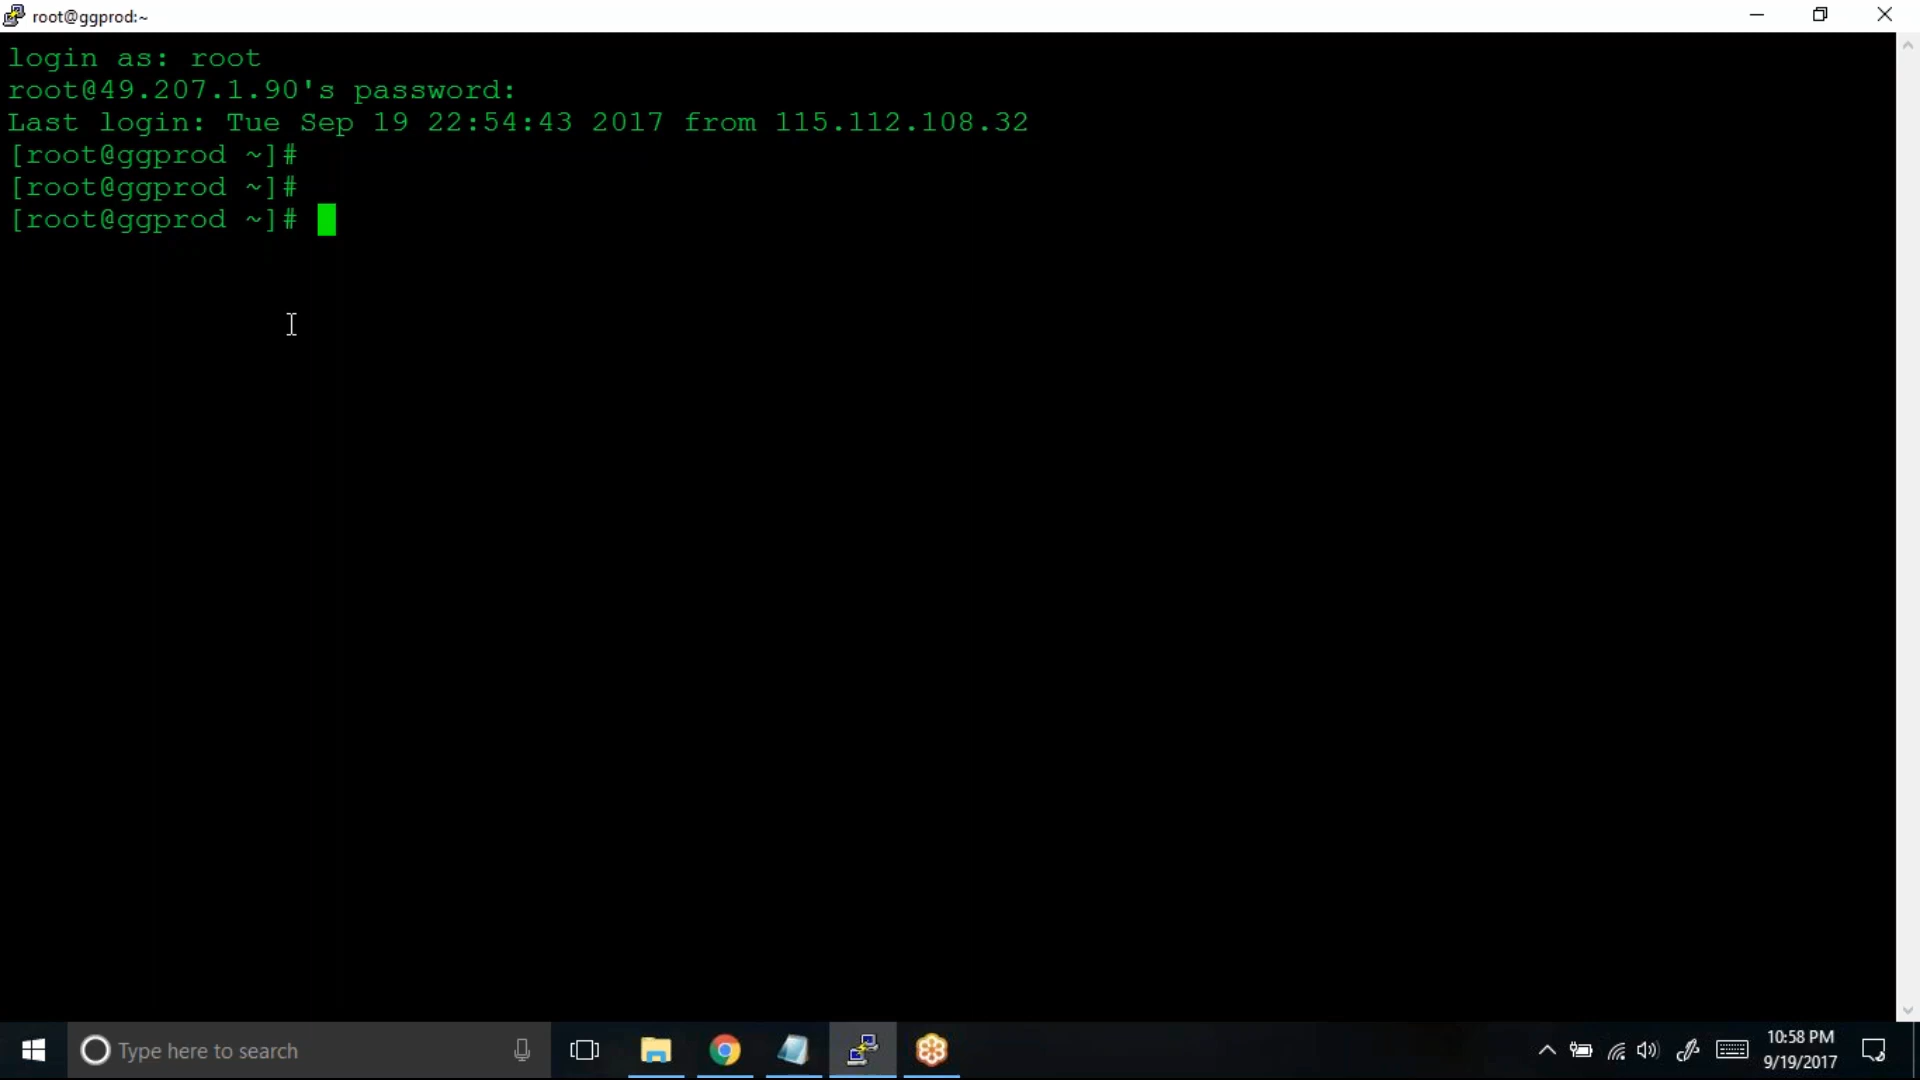 root@ggprod:~
login as: root
root@49.207.1.90's password:
Last login: Tue Sep 19 22:54:43 2017 from 115.112.108.32
[root@ggprod ~]#
[root@ggprod ~]#
[root@ggprod ~]#
Type here to search
10:58 PM
9/19/2017